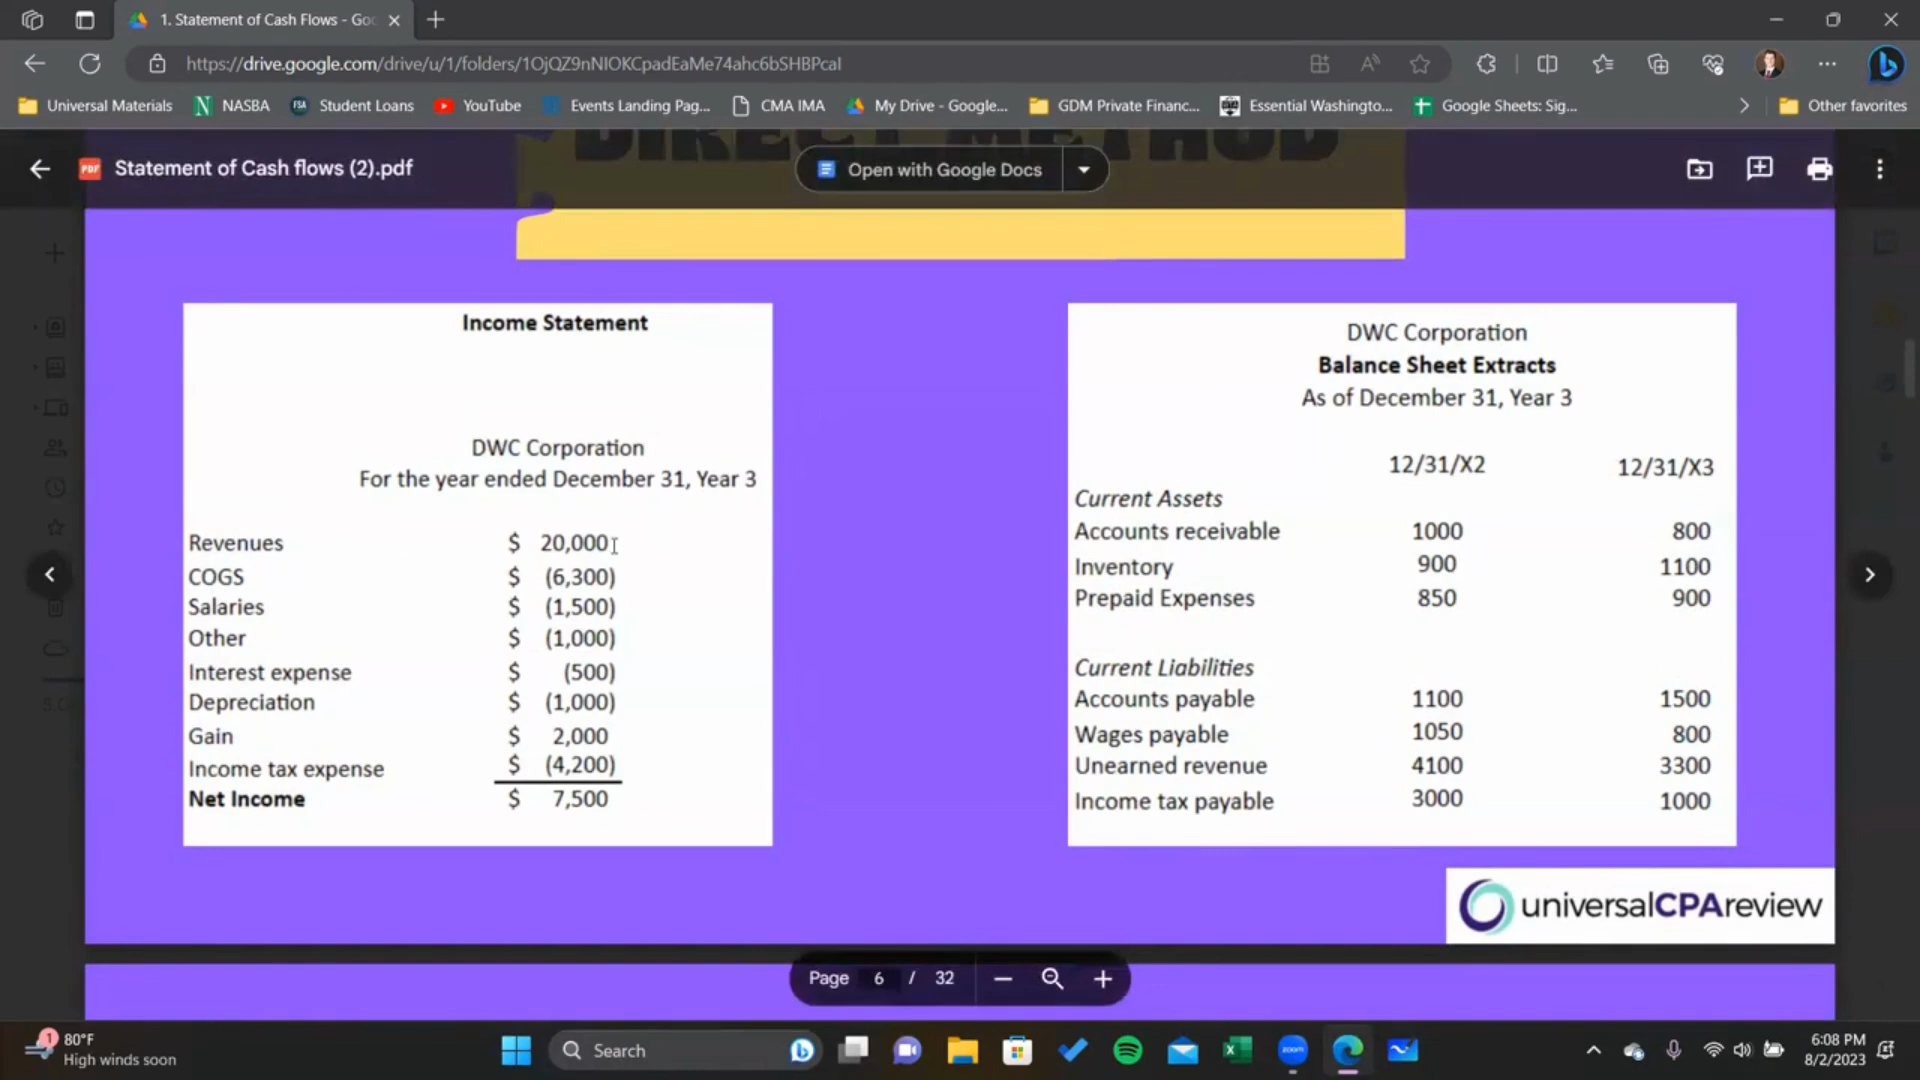 1. Statement of Cash Flows - Goo
https://drive.google.com/drive/u/1/folders/1OjQZ9nNIOKCpadEaMe74ahc6bSHBPcaI
Universal Materials NASBA Student Loans YouTube Events Landing Pag... CMA IMA My Drive - Google... GDM Private Financ... Essential Washingto... Google Sheets: Sig... Other favorites
DIRECT METHOD
Statement of Cash flows (2).pdf
Open with Google Docs
Income Statement
DWC Corporation
For the year ended December 31, Year 3
Revenues $ 20,000
COGS $ (6,300)
Salaries $ (1,500)
Other $ (1,000)
Interest expense $ (500)
Depreciation $ (1,000)
Gain $ 2,000
Income tax expense $ (4,200)
Net Income $ 7,500
DWC Corporation
Balance Sheet Extracts
As of December 31, Year 3
12/31/X2 12/31/X3
Current Assets
Accounts receivable 1000 800
Inventory 900 1100
Prepaid Expenses 850 900
Current Liabilities
Accounts payable 1100 1500
Wages payable 1050 800
Unearned revenue 4100 3300
Income tax payable 3000 1000
universalCPAreview
Page 6 / 32
1
80°F
High winds soon
Search
zoom
6:08 PM
8/2/2023